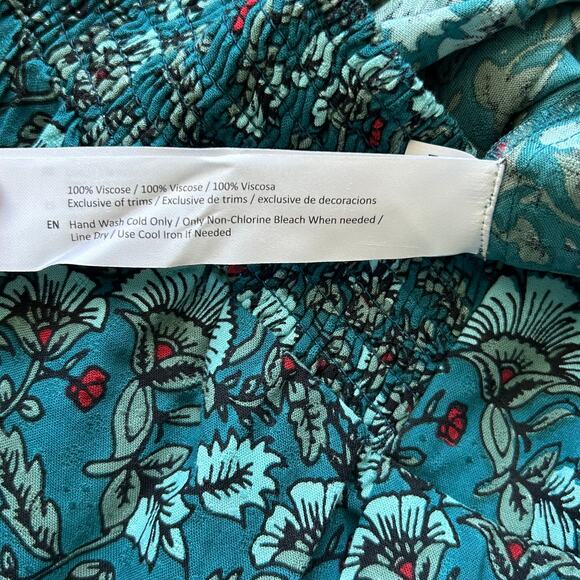 100% Viscose / 100% Viscose / 100% Viscosa
Exclusive of trims / Exclusive de trims / exclusive de decoracions
EN Hand Wash Cold Only / Only Non-Chlorine Bleach When needed /
Line Dry / Use Cool Iron If Needed